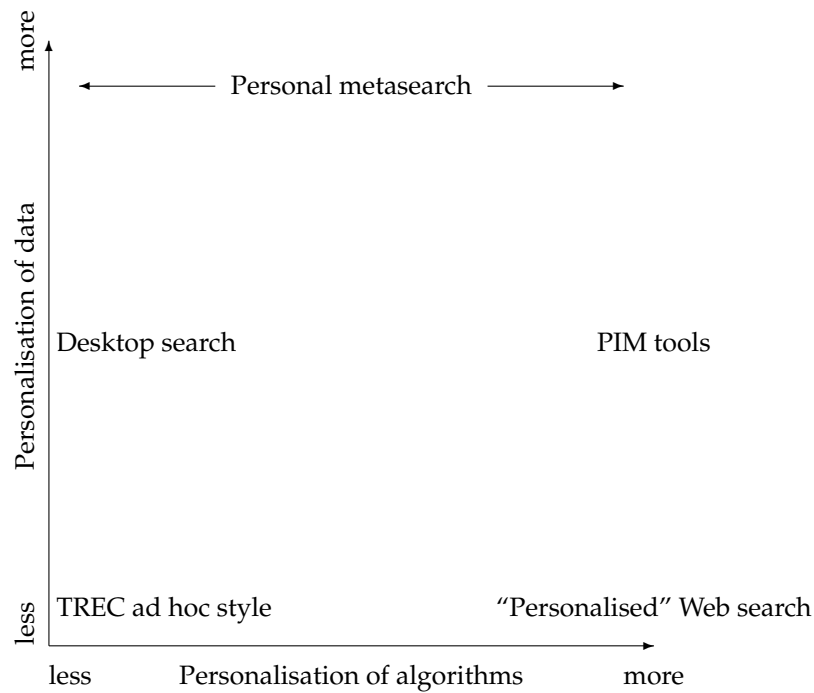 more
Personal metasearch
Personalisation of data
Desktop search
PIM tools
TREC ad hoc style
“Personalised” Web search
less
less
Personalisation of algorithms
more